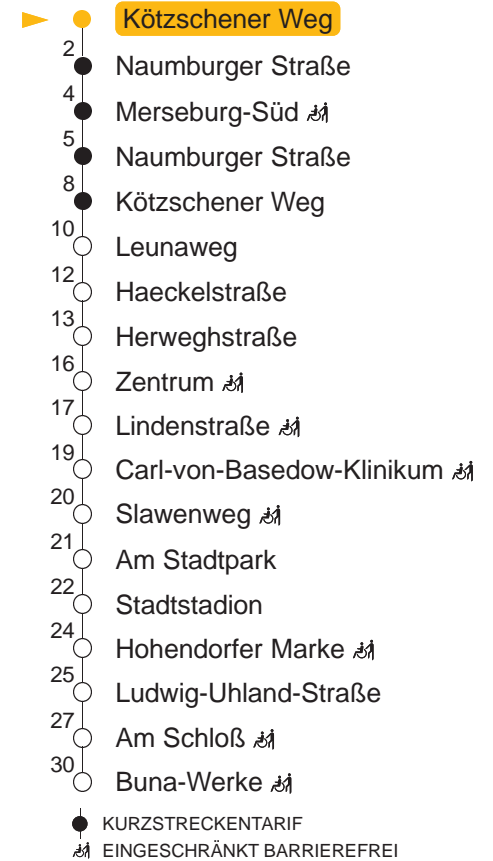 Kötzschener Weg
2
Naumburger Straße
4
Merseburg-Süd
5
Naumburger Straße
8
Kötzschener Weg
10
Leunaweg
12
Haeckelstraße
13
Herweghstraße
16
Zentrum
17
Lindenstraße
19
Carl-von-Basedow-Klinikum
20
Slawenweg
21
Am Stadtpark
22
Stadtstadion
24
Hohendorfer Marke
25
Ludwig-Uhland-Straße
27
Am Schloß
30
Buna-Werke
KURZSTRECKENTARIF
EINGESCHRÄNKT BARRIEREFREI